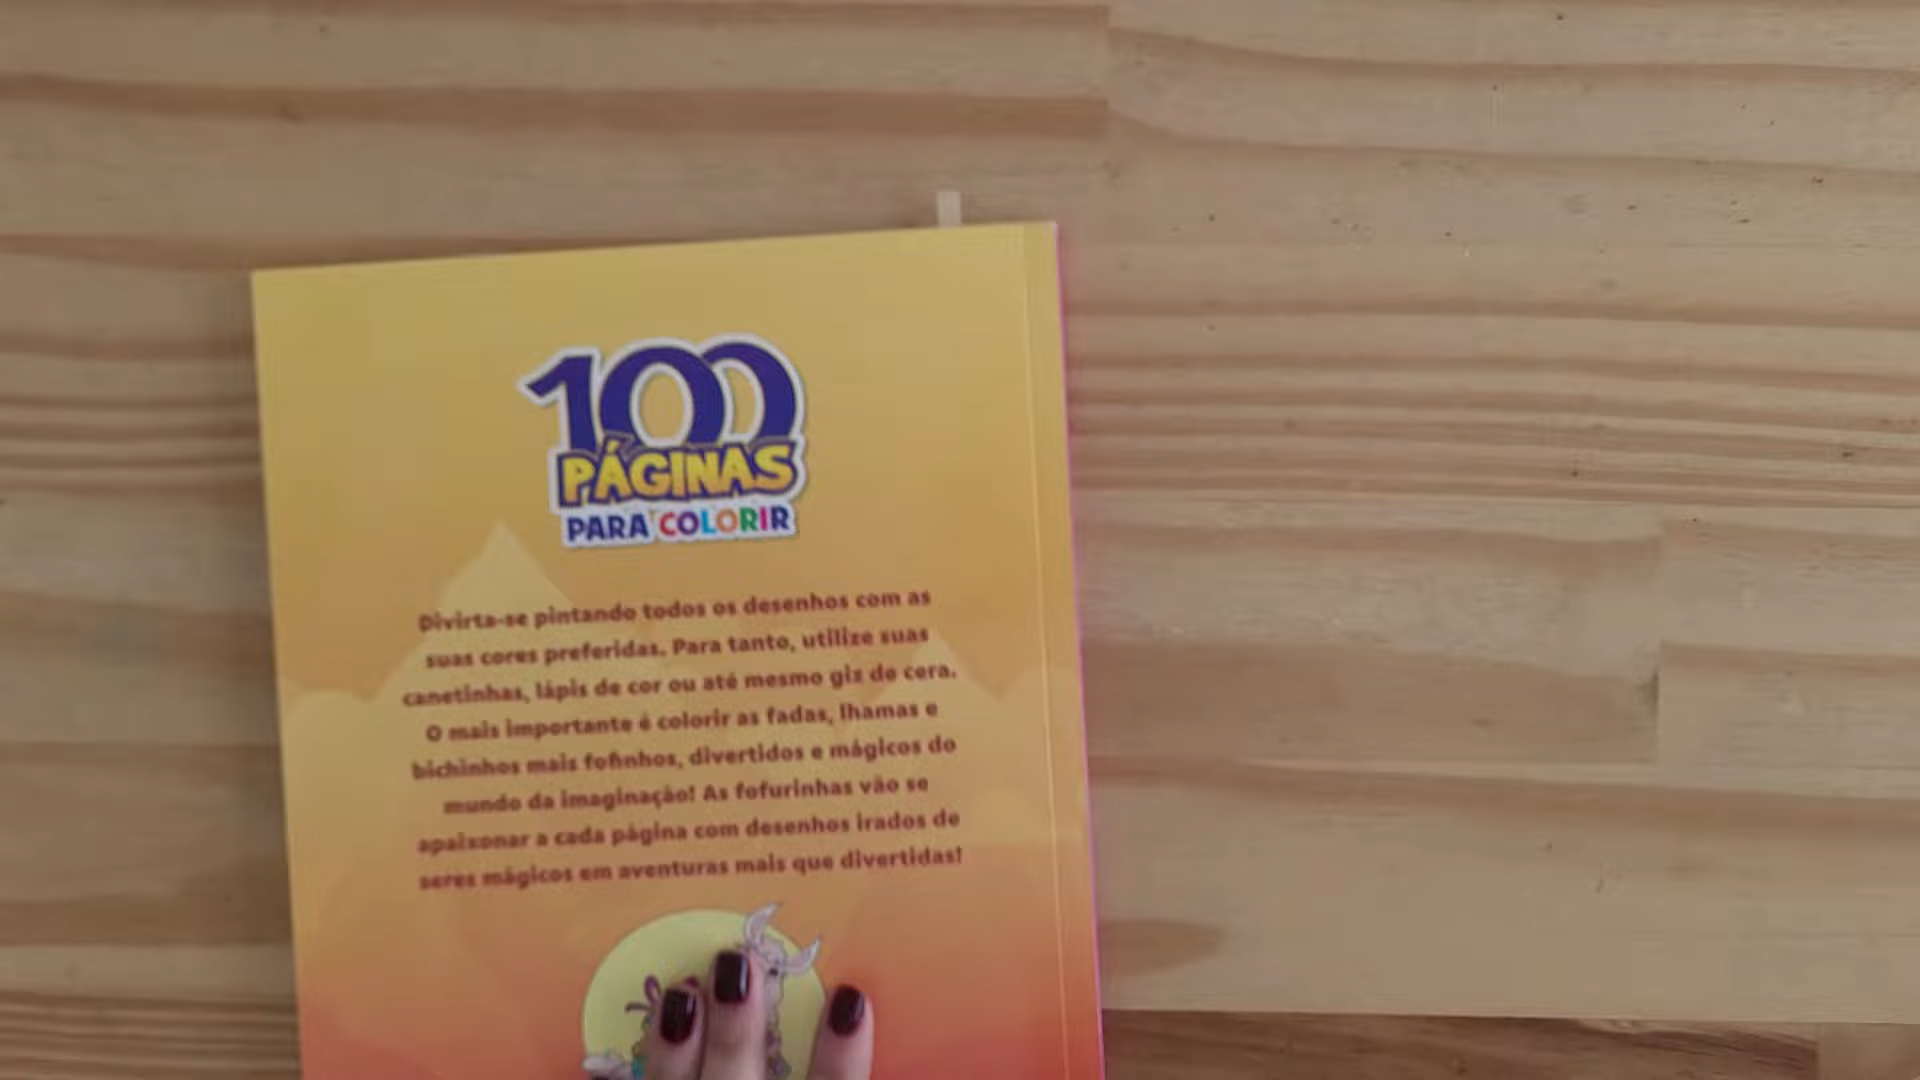 100
PÁGINAS
PARA COLORIR
Divirta-se pintando todos os desenhos com as
suas cores preferidas. Para tanto, utilize suas
canetinhas, lápis de cor ou até mesmo giz de cera.
O mais importante é colorir as fadas, lhamas e
bichinhos mais fofinhos, divertidos e mágicos do
mundo da imaginação! As fofurinhas vão se
apaixonar a cada página com desenhos irados de
seres mágicos em aventuras mais que divertidas!